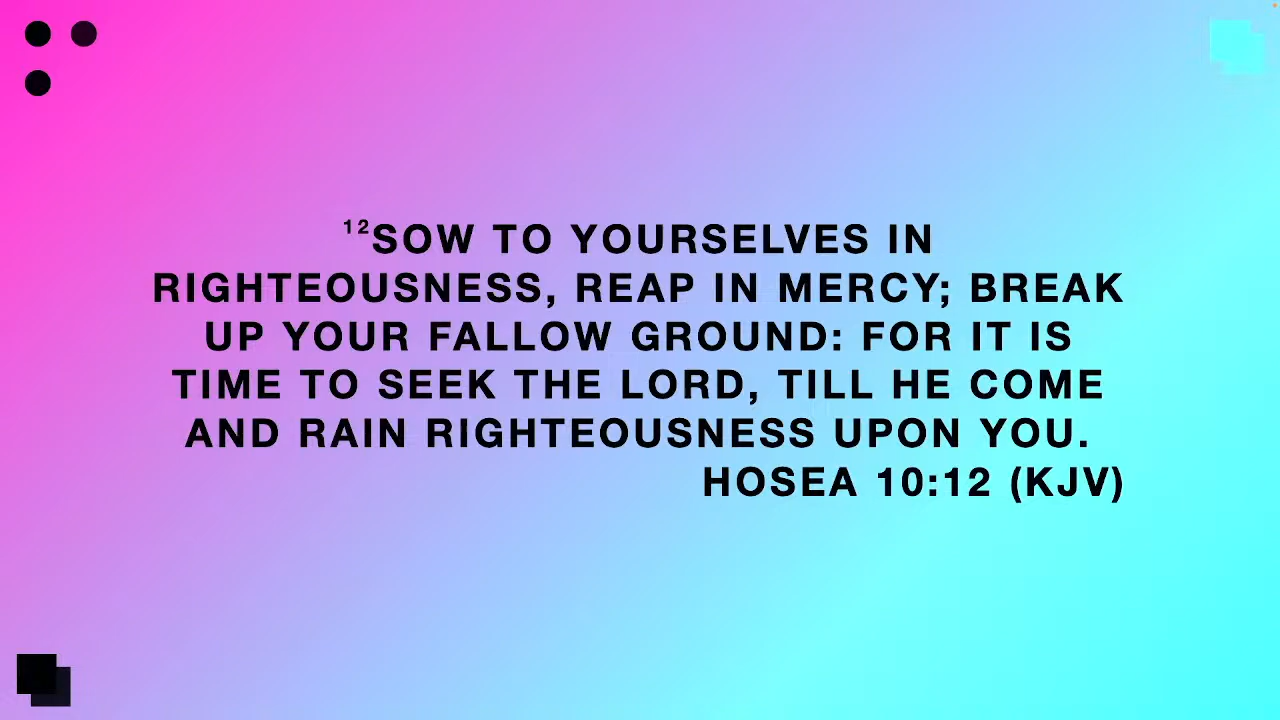 ¹²SOW TO YOURSELVES IN
RIGHTEOUSNESS, REAP IN MERCY; BREAK
UP YOUR FALLOW GROUND: FOR IT IS
TIME TO SEEK THE LORD, TILL HE COME
AND RAIN RIGHTEOUSNESS UPON YOU.
HOSEA 10:12 (KJV)